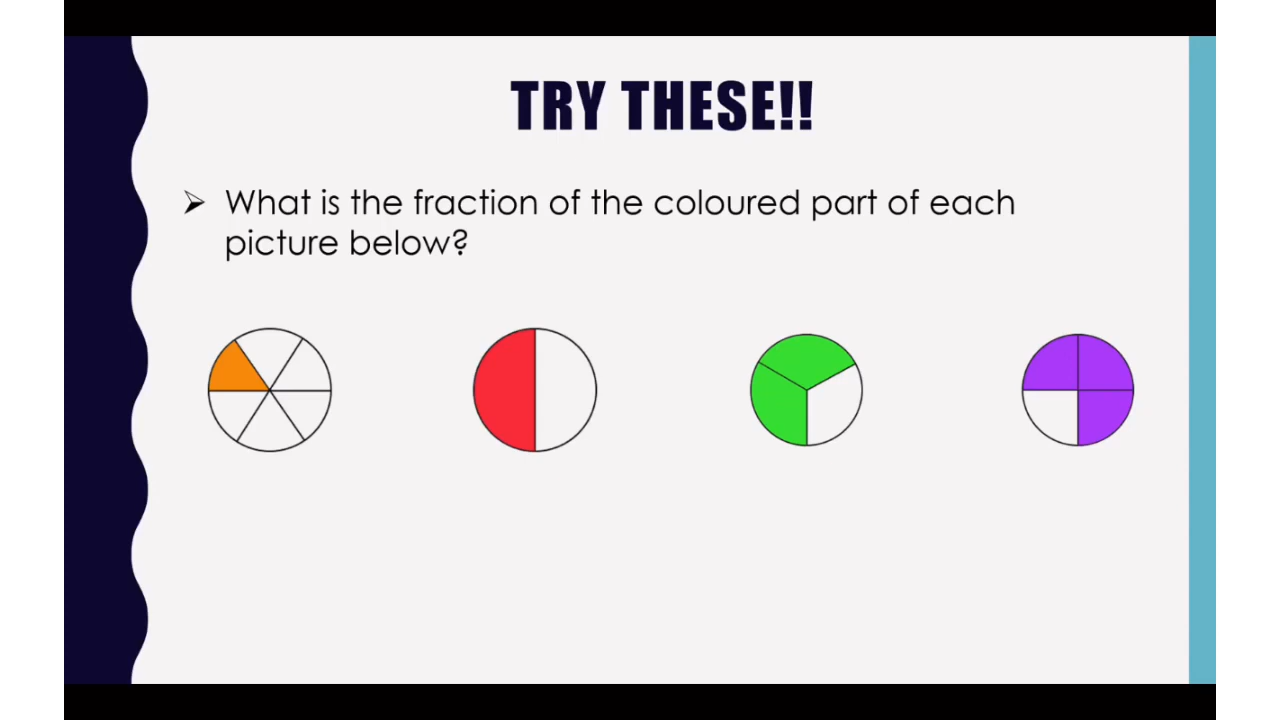 TRY THESE!!
➢ What is the fraction of the coloured part of each
picture below?